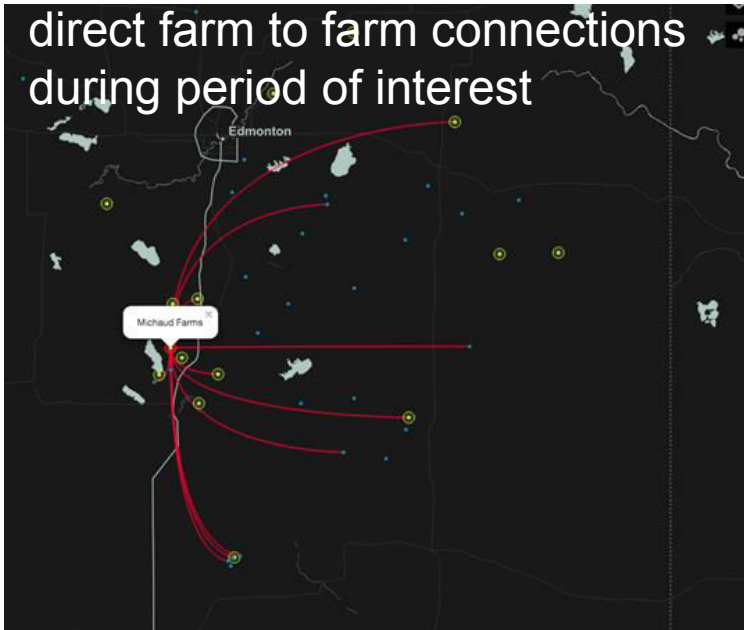 direct farm to farm connections
during period of interest
Edmonton
Michaud Farms